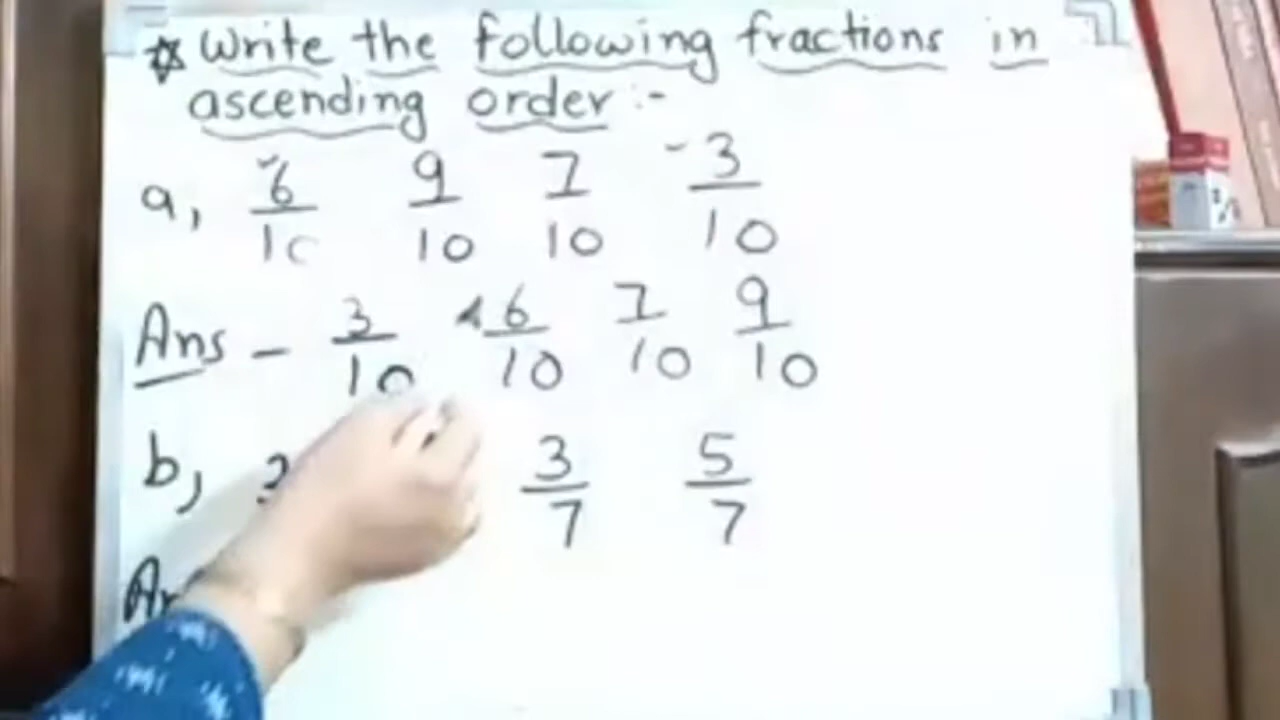 ☆ Write the following fractions in
ascending order :-
a, 6/10 9/10 7/10 3/10
Ans - 3/10 < 6/10 7/10 9/10
b, 3/7 5/7